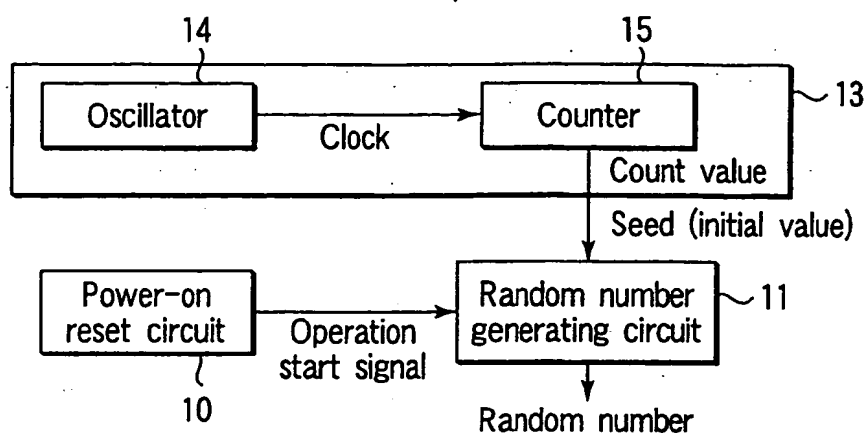 14
15
13
Oscillator
Clock
Counter
Count value
Seed (initial value)
Power-on
reset circuit
Operation
start signal
Random number
generating circuit
11
10
Random number